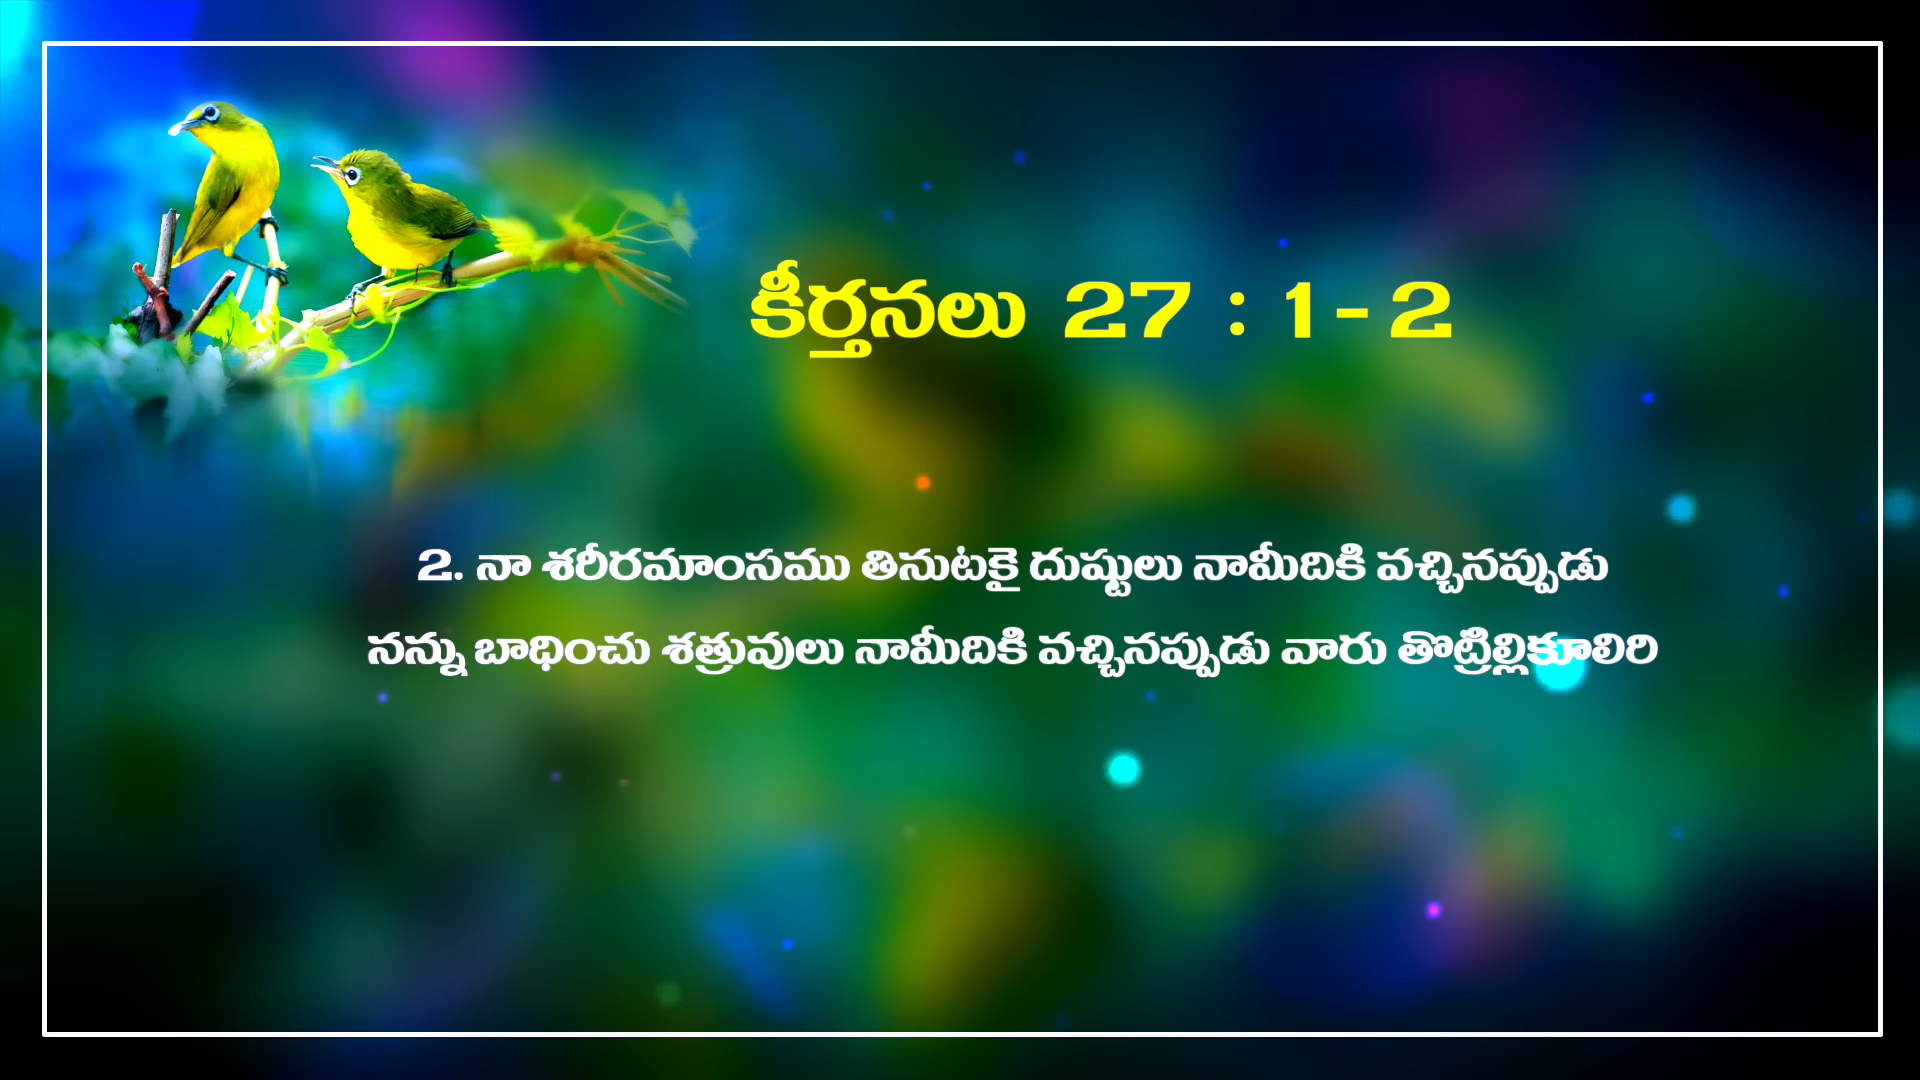 కీర్తనలు 27 : 1- 2
2. నా శరీరమాంసము తినుటకై దుష్టులు నామీదికి వచ్చినప్పుడు
నన్ను బాధించు శత్రువులు నామీదికి వచ్చినప్పుడు వారు తొట్రిల్లికూలిరి